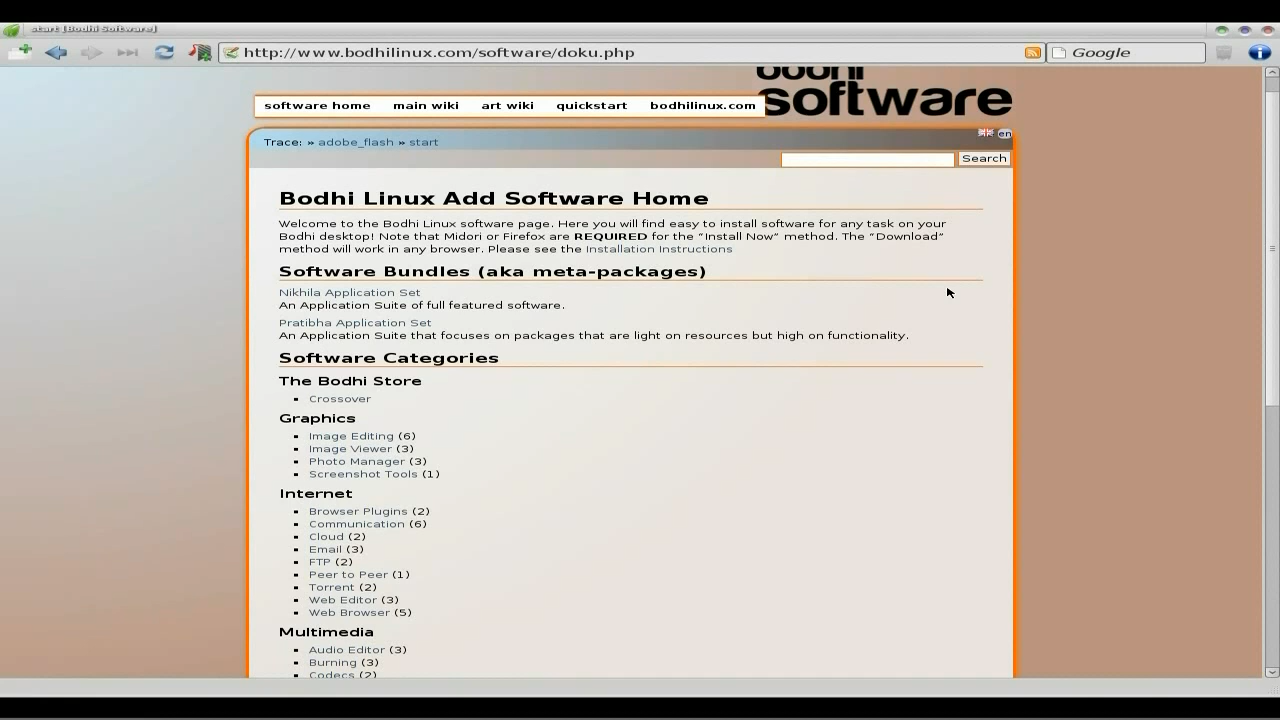 start [Bodhi Software]
http://www.bodhilinux.com/software/doku.php
Google
bodhi
software
software home main wiki art wiki quickstart bodhilinux.com
Trace: » adobe_flash » start
en
Search
Bodhi Linux Add Software Home
Welcome to the Bodhi Linux software page. Here you will find easy to install software for any task on your
Bodhi desktop! Note that Midori or Firefox are REQUIRED for the “Install Now” method. The “Download”
method will work in any browser. Please see the Installation Instructions
Software Bundles (aka meta-packages)
Nikhila Application Set
An Application Suite of full featured software.
Pratibha Application Set
An Application Suite that focuses on packages that are light on resources but high on functionality.
Software Categories
The Bodhi Store
Crossover
Graphics
Image Editing (6)
Image Viewer (3)
Photo Manager (3)
Screenshot Tools (1)
Internet
Browser Plugins (2)
Communication (6)
Cloud (2)
Email (3)
FTP (2)
Peer to Peer (1)
Torrent (2)
Web Editor (3)
Web Browser (5)
Multimedia
Audio Editor (3)
Burning (3)
Codecs (2)